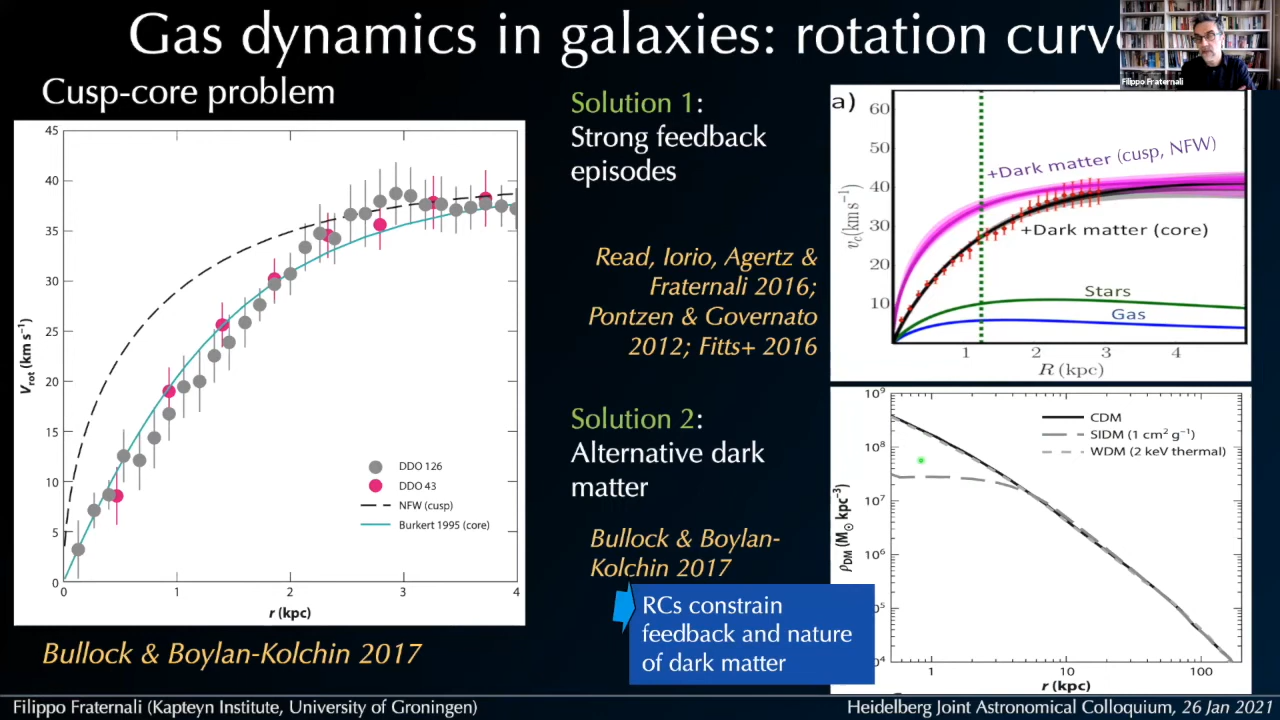 Gas dynamics in galaxies: rotation curv
Filippo Fraternali
Cusp-core problem
45
40
35
30
25
20
15
10
5
0
V_rot (km s⁻¹)
0 1 2 3 4
r (kpc)
DDO 126
DDO 43
NFW (cusp)
Burkert 1995 (core)
Bullock & Boylan-Kolchin 2017
Solution 1:
Strong feedback
episodes
Read, Iorio, Agertz &
Fraternali 2016;
Pontzen & Governato
2012; Fitts+ 2016
Solution 2:
Alternative dark
matter
Bullock & Boylan-
Kolchin 2017
RCs constrain
feedback and nature
of dark matter
a)
60
50
40
30
20
10
v_c(km s⁻¹)
+Dark matter (cusp, NFW)
+Dark matter (core)
Stars
Gas
1 2 3 4
R (kpc)
10⁹
10⁸
10⁷
10⁶
10⁵
10⁴
ρ_DM (M☉ kpc⁻³)
CDM
SIDM (1 cm² g⁻¹)
WDM (2 keV thermal)
1 10 100
r (kpc)
Filippo Fraternali (Kapteyn Institute, University of Groningen)
Heidelberg Joint Astronomical Colloquium, 26 Jan 2021